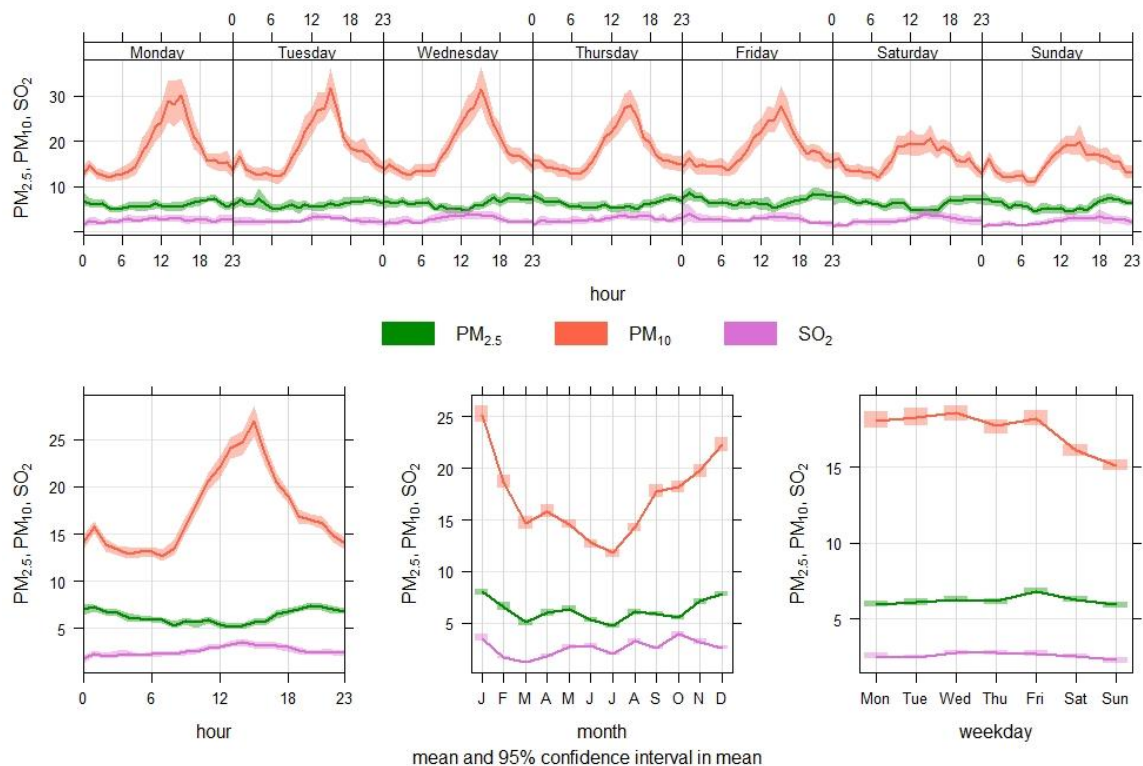 0 6 12 18 23 0 6 12 18 23 0 6 12 18 23
Monday Tuesday Wednesday Thursday Friday Saturday Sunday
PM2.5, PM10, SO2
30
20
10
0 6 12 18 23 0 6 12 18 23 0 6 12 18 23 0 6 12 18 23
hour
PM2.5 PM10 SO2
PM2.5, PM10, SO2
25
20
15
10
5
0 6 12 18 23
hour
PM2.5, PM10, SO2
25
20
15
10
5
J F M A M J J A S O N D
month
PM2.5, PM10, SO2
15
10
5
Mon Tue Wed Thu Fri Sat Sun
weekday
mean and 95% confidence interval in mean